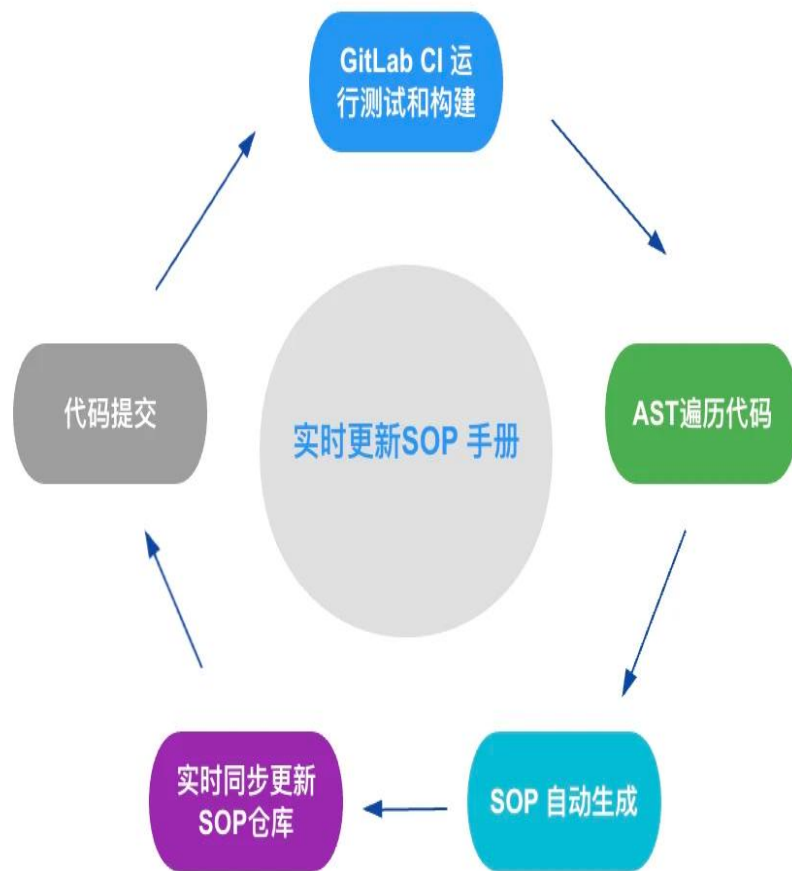 GitLab CI 运
行测试和构建
代码提交
实时更新SOP 手册
AST遍历代码
实时同步更新
SOP仓库
SOP 自动生成